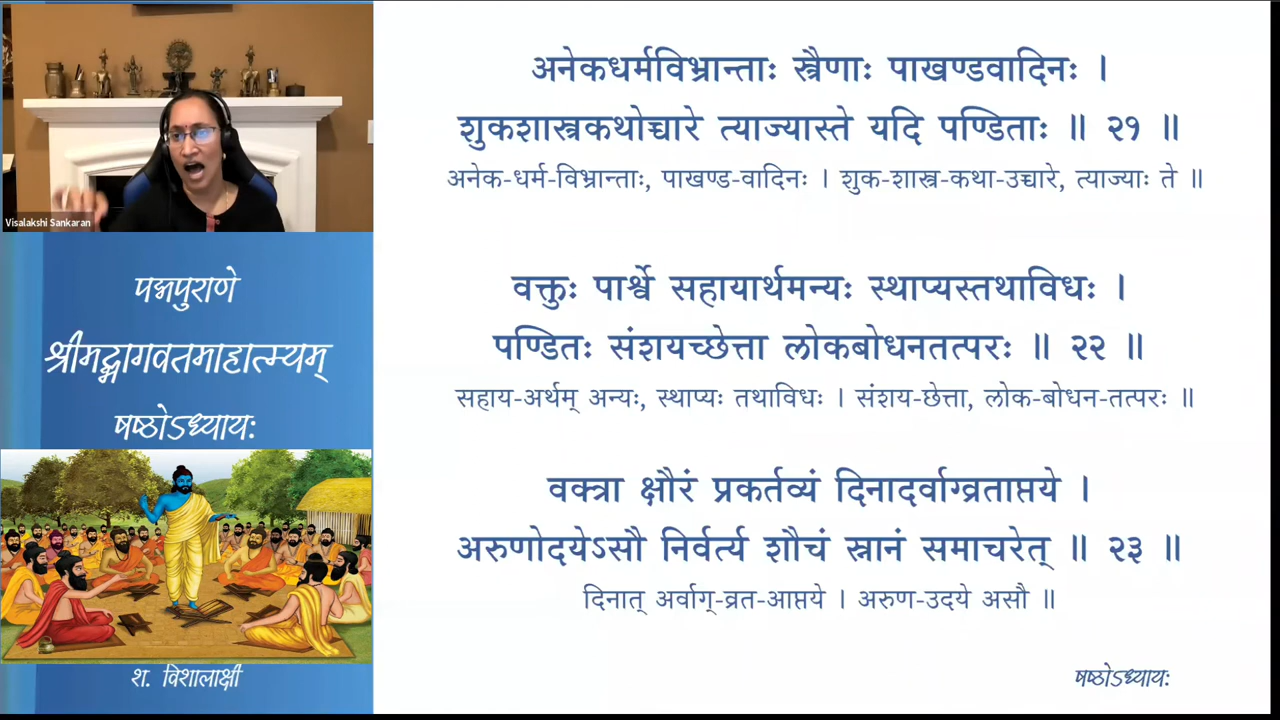 Visalakshi Sankaran
पद्मपुराणे
श्रीमद्भागवतमाहात्म्यम्
षष्ठोऽध्यायः
श. विशालाक्षी
अनेकधर्मविभ्रान्ताः स्त्रैणाः पाखण्डवादिनः ।
शुकशास्त्रकथोच्चारे त्याज्यास्ते यदि पण्डिताः ॥ २१ ॥
अनेक-धर्म-विभ्रान्ताः, पाखण्ड-वादिनः । शुक-शास्त्र-कथा-उच्चारे, त्याज्याः ते ॥
वक्तुः पार्श्वे सहायार्थमन्यः स्थाप्यस्तथाविधः ।
पण्डितः संशयच्छेत्ता लोकबोधनतत्परः ॥ २२ ॥
सहाय-अर्थम् अन्यः, स्थाप्यः तथाविधः । संशय-छेत्ता, लोक-बोधन-तत्परः ॥
वक्त्रा क्षौरं प्रकर्तव्यं दिनादर्वाग्व्रताप्तये ।
अरुणोदयेऽसौ निर्वर्त्य शौचं स्नानं समाचरेत् ॥ २३ ॥
दिनात् अर्वाग्-व्रत-आप्तये । अरुण-उदये असौ ॥
षष्ठोऽध्यायः